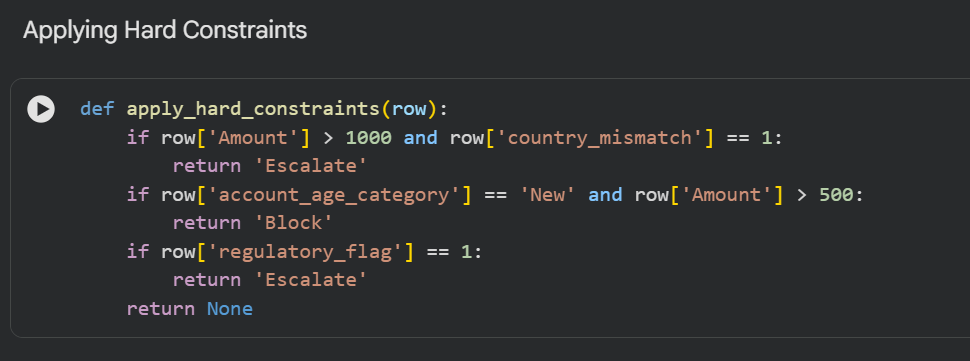 Applying Hard Constraints
def apply_hard_constraints(row):
    if row['Amount'] > 1000 and row['country_mismatch'] == 1:
        return 'Escalate'
    if row['account_age_category'] == 'New' and row['Amount'] > 500:
        return 'Block'
    if row['regulatory_flag'] == 1:
        return 'Escalate'
    return None